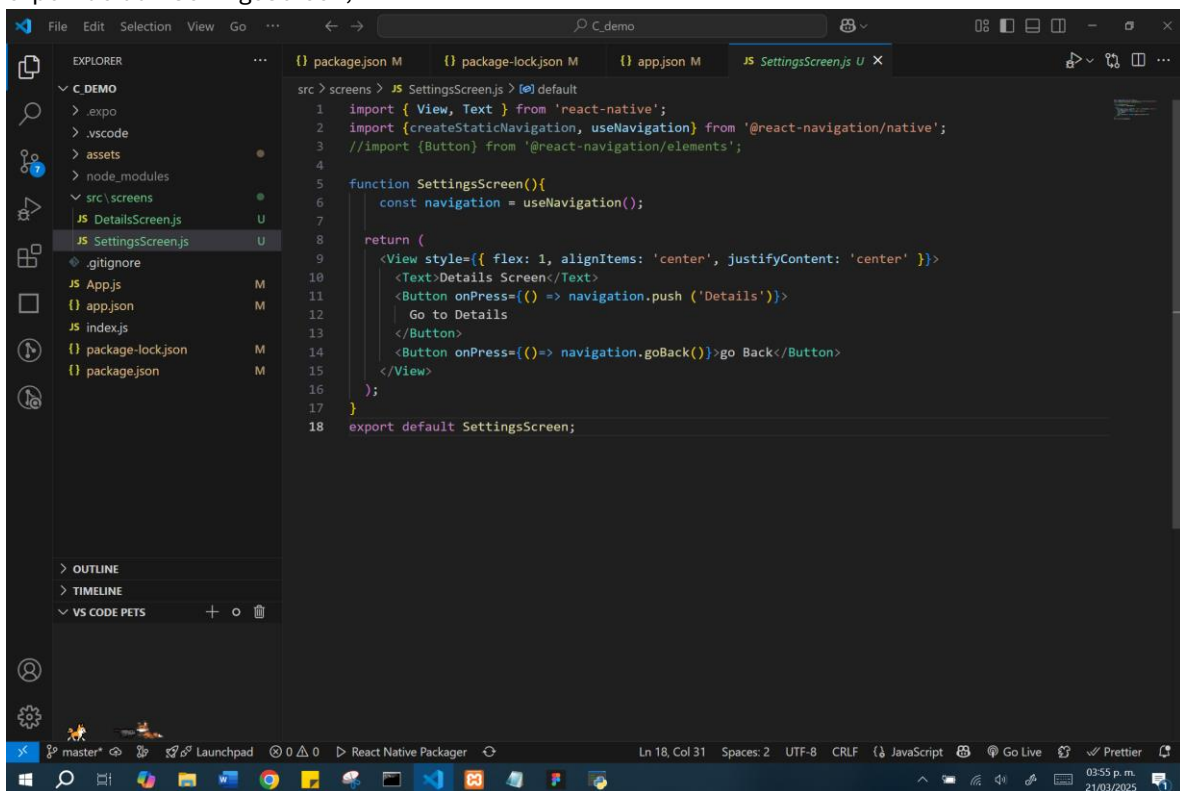 File Edit Selection View Go ... C_demo
EXPLORER ...
C_DEMO
> .expo
> .vscode
> assets
> node_modules
src\screens
JS DetailsScreen.js U
JS SettingsScreen.js U
.gitignore
JS App.js M
{} app.json M
JS index.js
{} package-lock.json M
{} package.json M
> OUTLINE
> TIMELINE
VS CODE PETS
{} package.json M {} package-lock.json M {} app.json M JS SettingsScreen.js U X
src > screens > JS SettingsScreen.js > default
1 import { View, Text } from 'react-native';
2 import {createStaticNavigation, useNavigation} from '@react-navigation/native';
3 //import {Button} from '@react-navigation/elements';
4
5 function SettingsScreen(){
6 const navigation = useNavigation();
7
8 return (
9 <View style={{ flex: 1, alignItems: 'center', justifyContent: 'center' }}>
10 <Text>Details Screen</Text>
11 <Button onPress={() => navigation.push ('Details')}>
12 Go to Details
13 </Button>
14 <Button onPress={()=> navigation.goBack()}>go Back</Button>
15 </View>
16 );
17 }
18 export default SettingsScreen;
7
master* Launchpad 0 0 React Native Packager Ln 18, Col 31 Spaces: 2 UTF-8 CRLF {} JavaScript Go Live Prettier
03:55 p. m.
21/03/2025